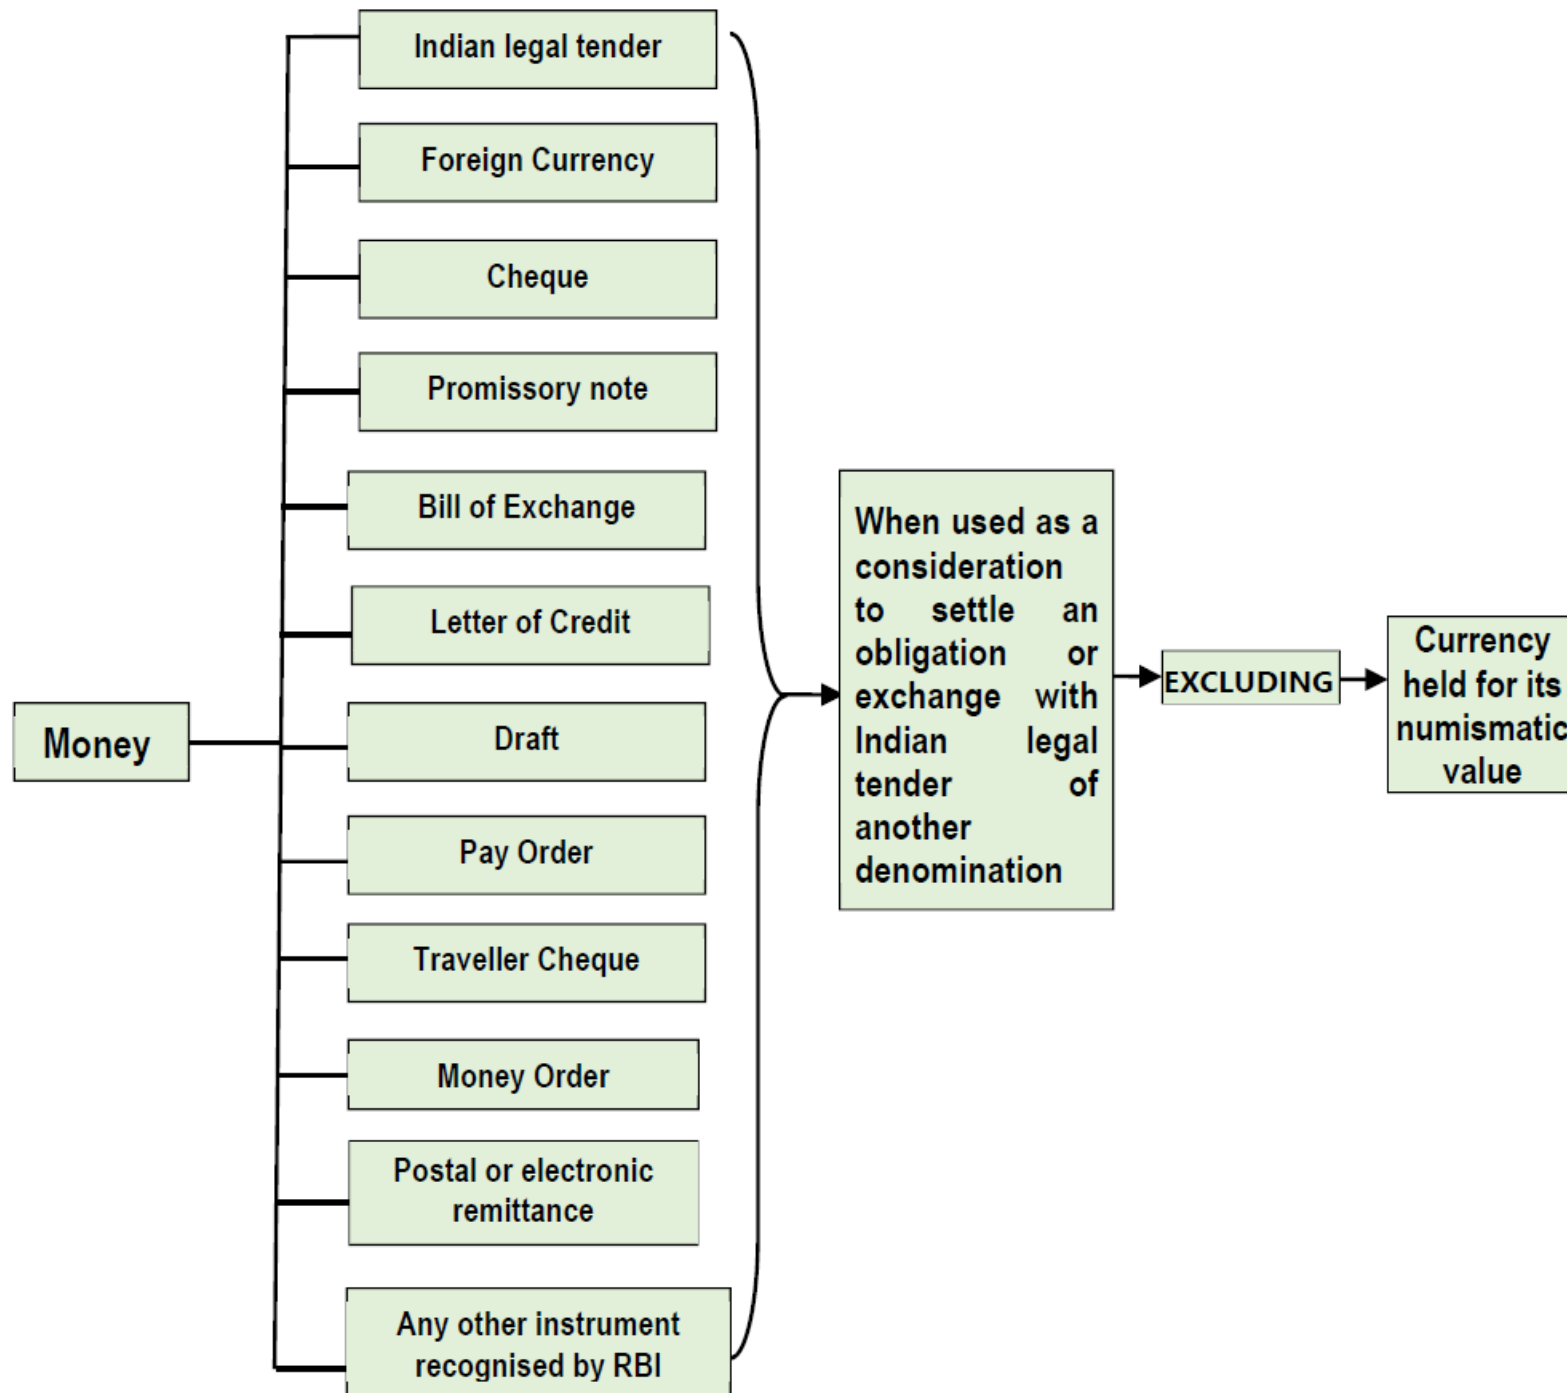 Indian legal tender
Foreign Currency
Cheque
Promissory note
Bill of Exchange
Letter of Credit
Money
Draft
Pay Order
Traveller Cheque
Money Order
Postal or electronic
remittance
Any other instrument
recognised by RBI
When used as a
consideration
to settle an
obligation or
exchange with
Indian legal
tender of
another
denomination
EXCLUDING
Currency
held for its
numismatic
value